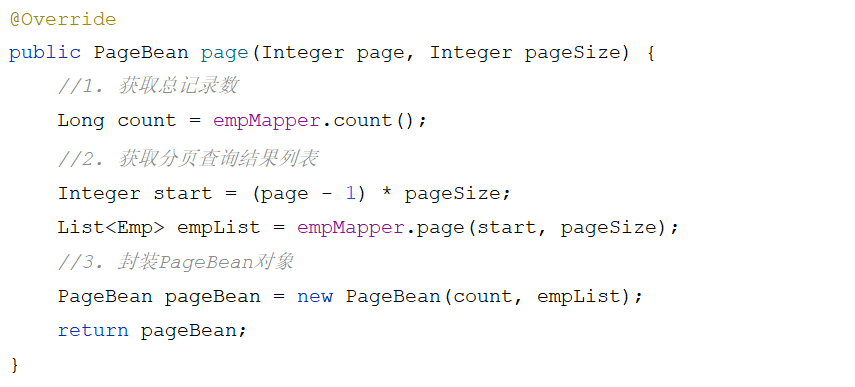 @Override
public PageBean page(Integer page, Integer pageSize) {
    //1. 获取总记录数
    Long count = empMapper.count();
    //2. 获取分页查询结果列表
    Integer start = (page - 1) * pageSize;
    List<Emp> empList = empMapper.page(start, pageSize);
    //3. 封装PageBean对象
    PageBean pageBean = new PageBean(count, empList);
    return pageBean;
}